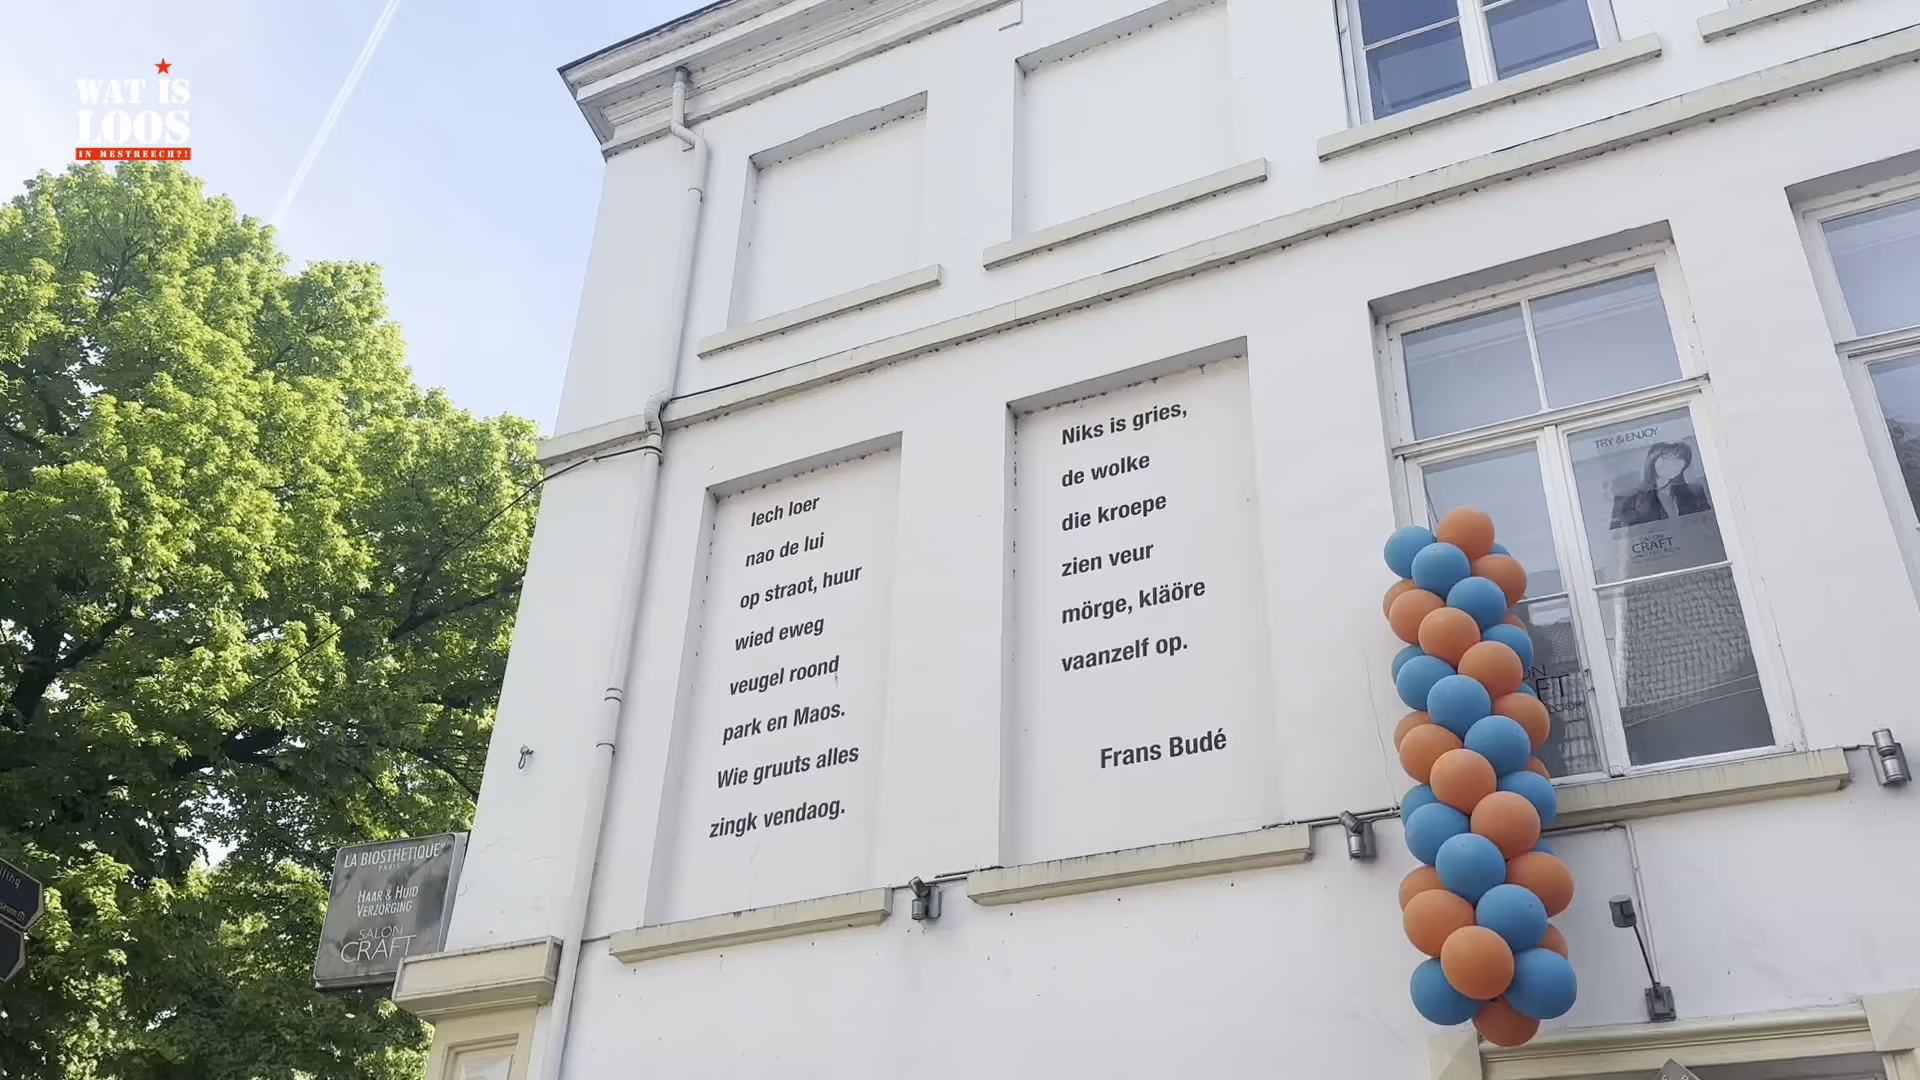 WAT IS
LOOS
IN MESTREECH?!
Iech loer
nao de lui
op straot, huur
wied eweg
veugel roond
park en Maos.
Wie gruuts alles
zingk vendaog.
Niks is gries,
de wolke
die kroepe
zien veur
mörge, kläöre
vaanzelf op.
Frans Budé
TRY & ENJOY
SALON
CRAFT
LA BIOSTHETIQUE®
PARIS
HAAR & HUID
VERZORGING
SALON
CRAFT